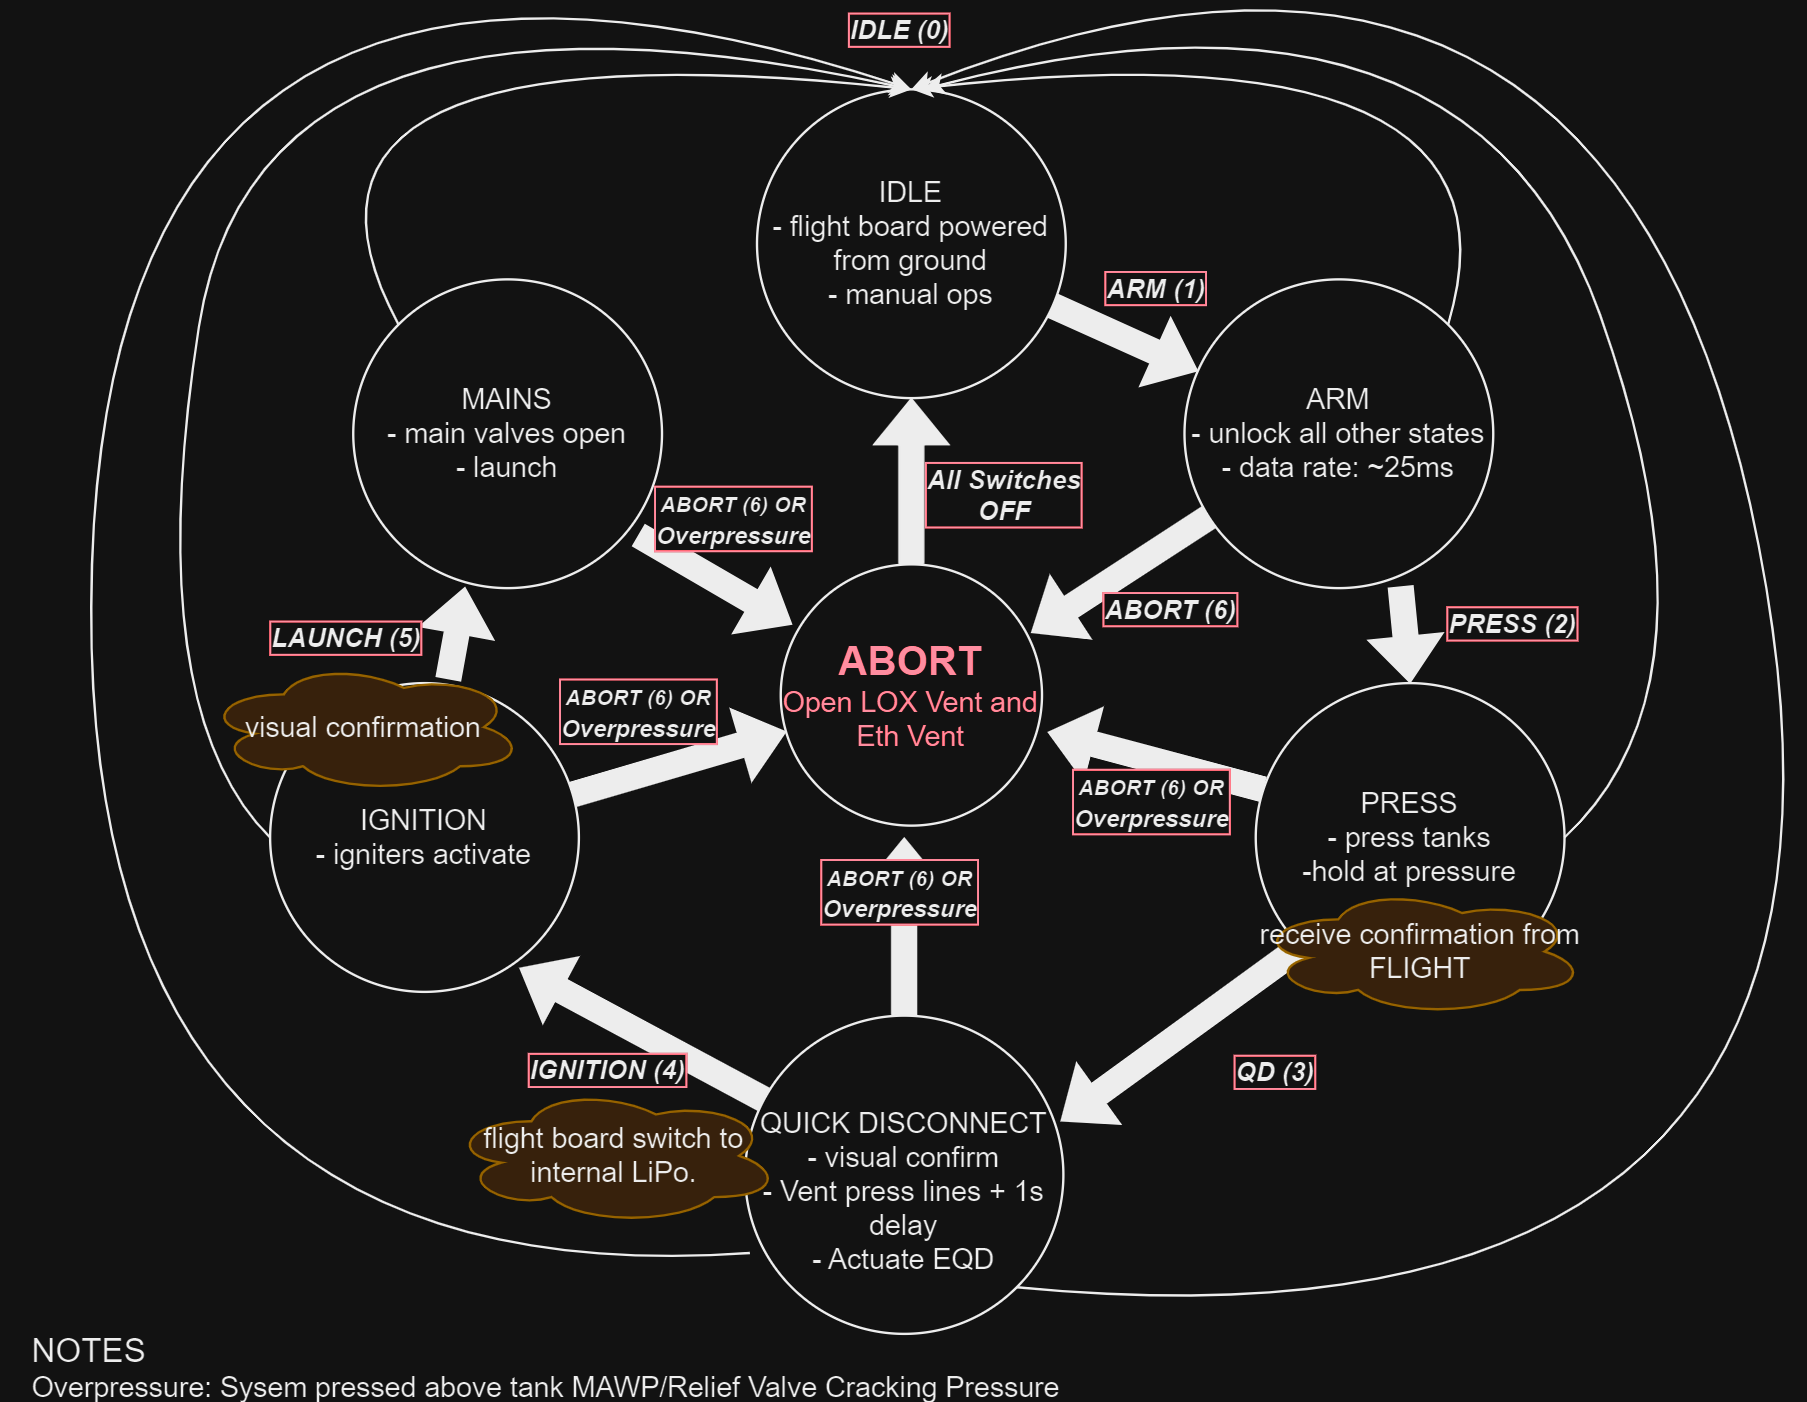 IDLE (0)
IDLE
- flight board powered
from ground
- manual ops
ARM (1)
MAINS
- main valves open
- launch
ARM
- unlock all other states
- data rate: ~25ms
All Switches
OFF
ABORT (6) OR
Overpressure
ABORT (6)
PRESS (2)
LAUNCH (5)
ABORT
Open LOX Vent and
Eth Vent
visual confirmation
ABORT (6) OR
Overpressure
IGNITION
- igniters activate
ABORT (6) OR
Overpressure
PRESS
- press tanks
-hold at pressure
receive confirmation from
FLIGHT
ABORT (6) OR
Overpressure
IGNITION (4)
QD (3)
flight board switch to
internal LiPo.
QUICK DISCONNECT
- visual confirm
- Vent press lines + 1s
delay
- Actuate EQD
NOTES
Overpressure: Sysem pressed above tank MAWP/Relief Valve Cracking Pressure